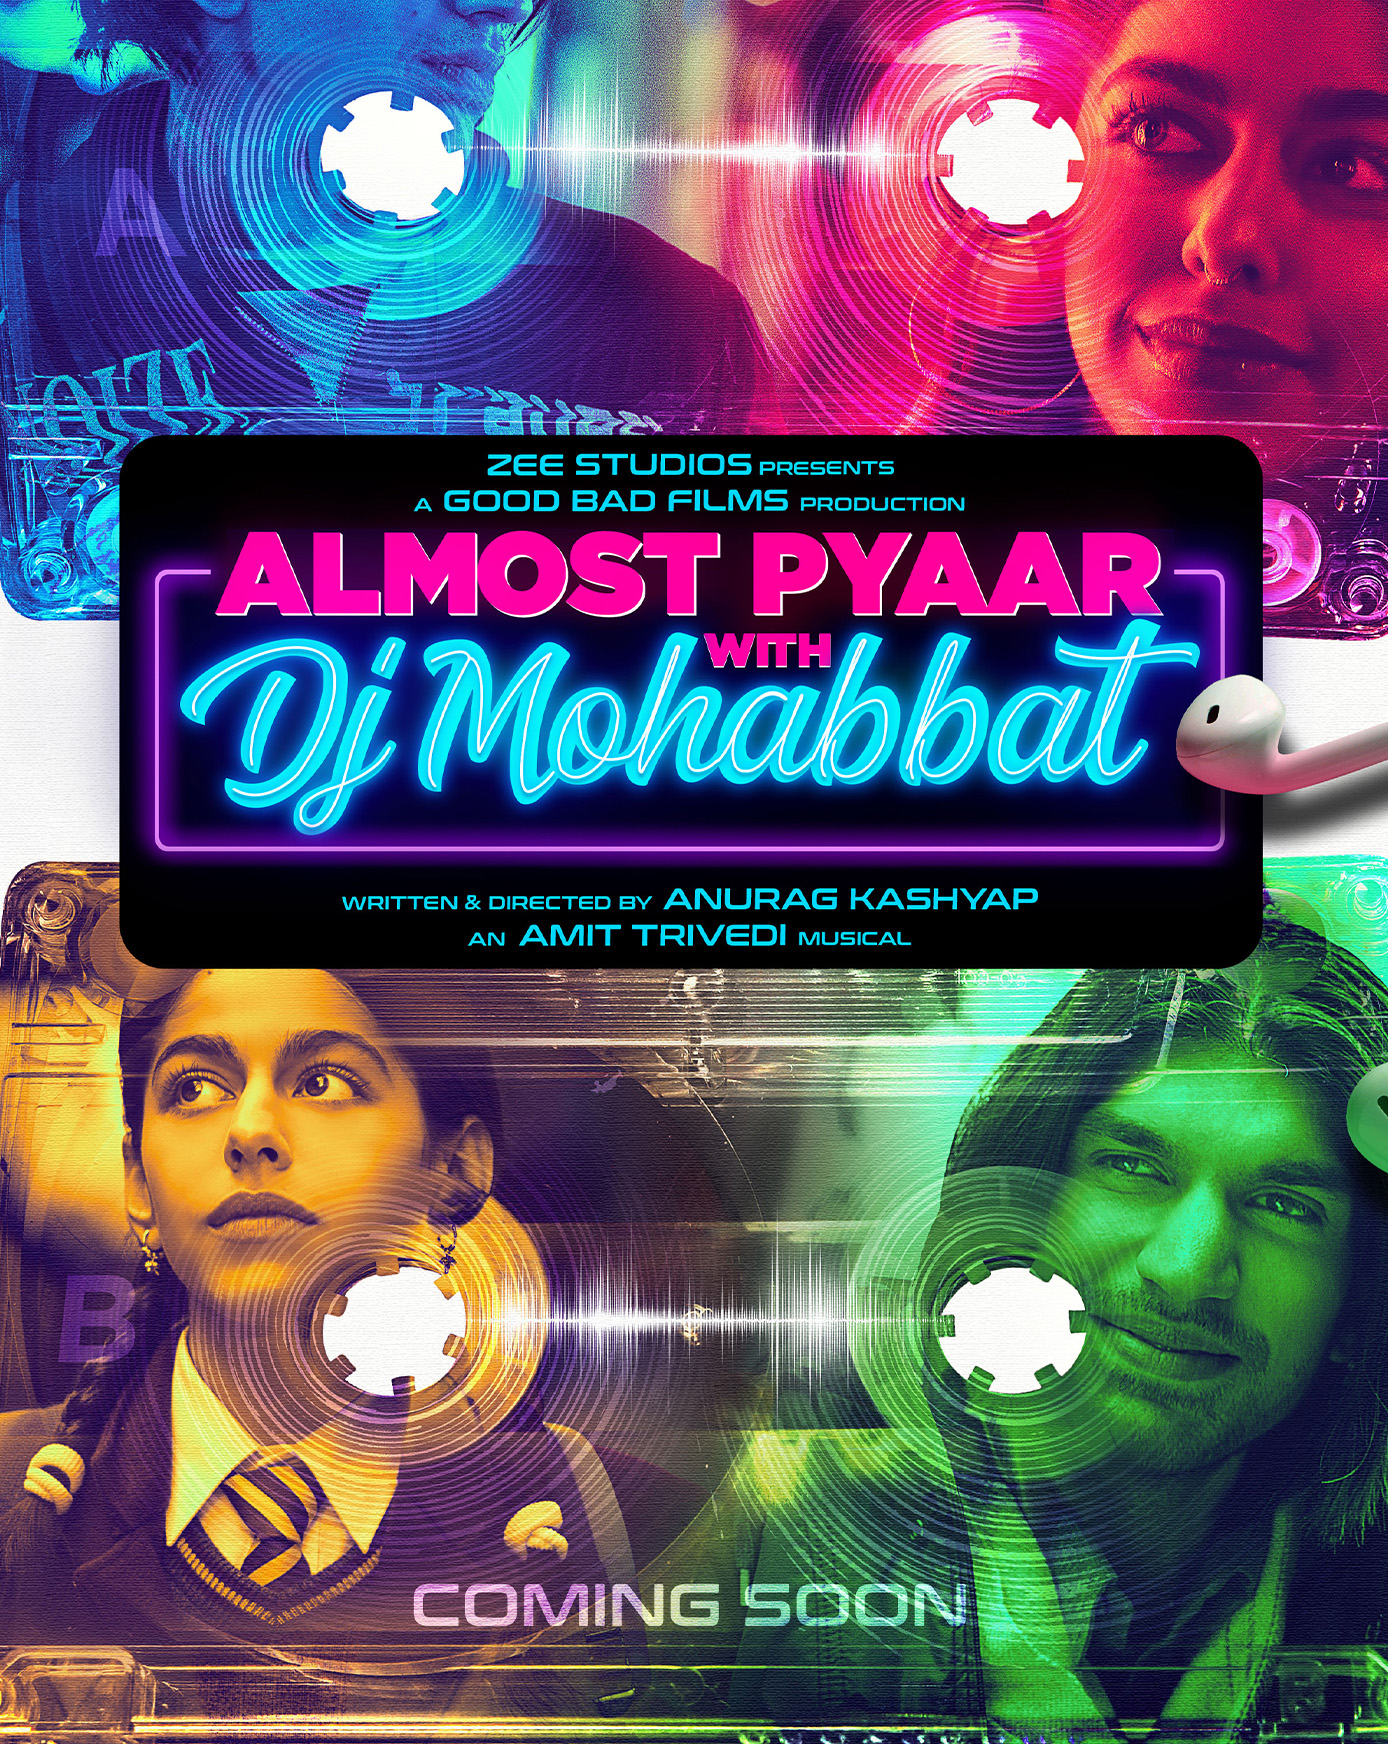 A
ZEE STUDIOS PRESENTS
A GOOD BAD FILMS PRODUCTION
ALMOST PYAAR
WITH
Dj Mohabbat
WRITTEN & DIRECTED BY ANURAG KASHYAP
AN AMIT TRIVEDI MUSICAL
B
COMING SOON